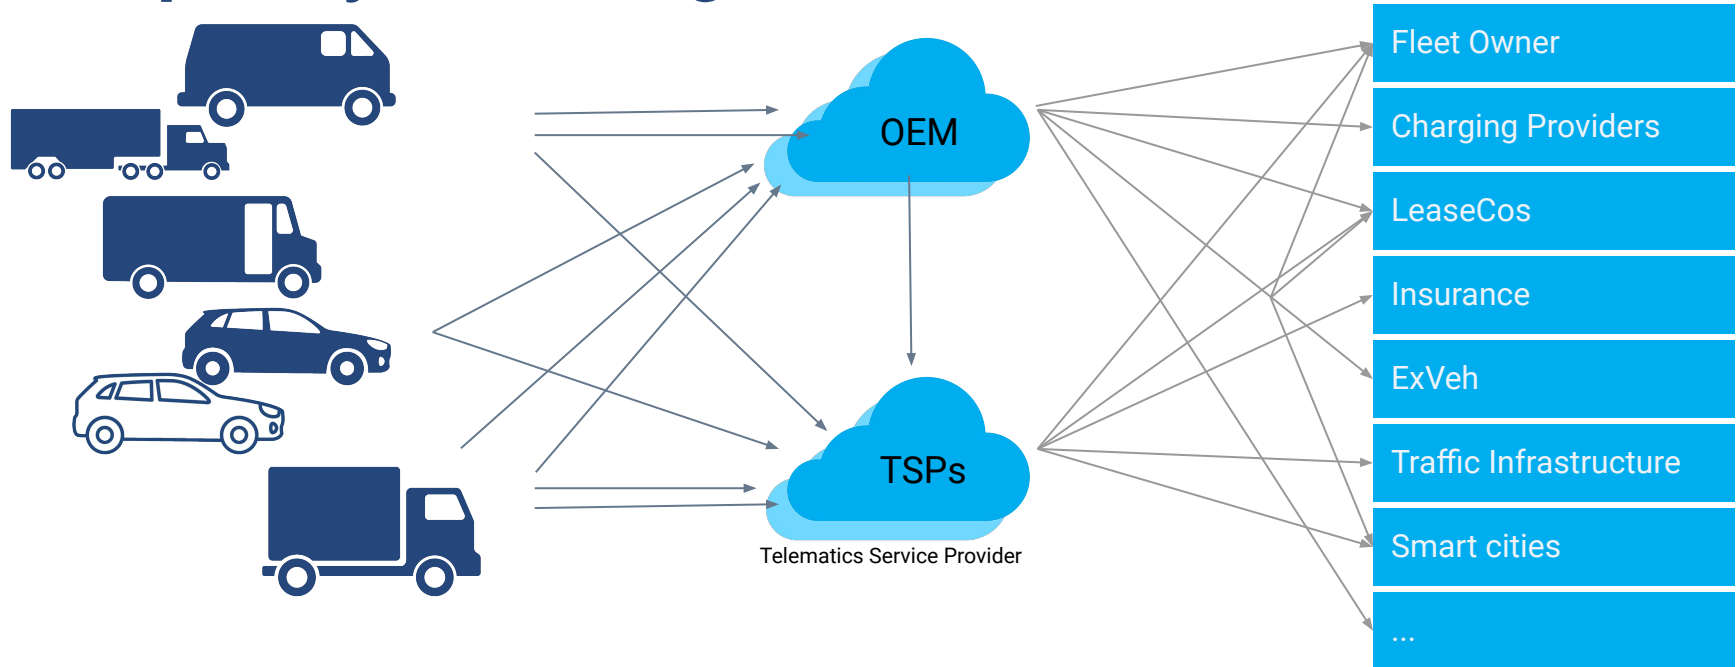 OEM
TSPs
Telematics Service Provider
Fleet Owner
Charging Providers
LeaseCos
Insurance
ExVeh
Traffic Infrastructure
Smart cities
...